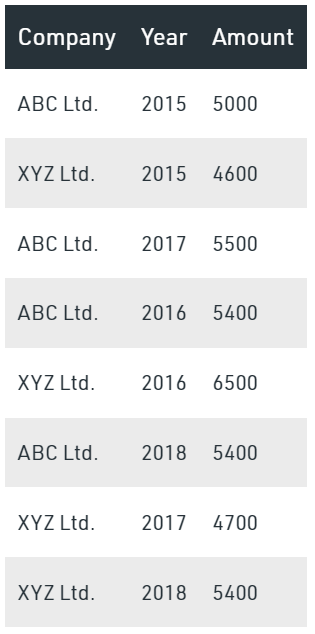 Company Year Amount
ABC Ltd. 2015 5000
XYZ Ltd. 2015 4600
ABC Ltd. 2017 5500
ABC Ltd. 2016 5400
XYZ Ltd. 2016 6500
ABC Ltd. 2018 5400
XYZ Ltd. 2017 4700
XYZ Ltd. 2018 5400